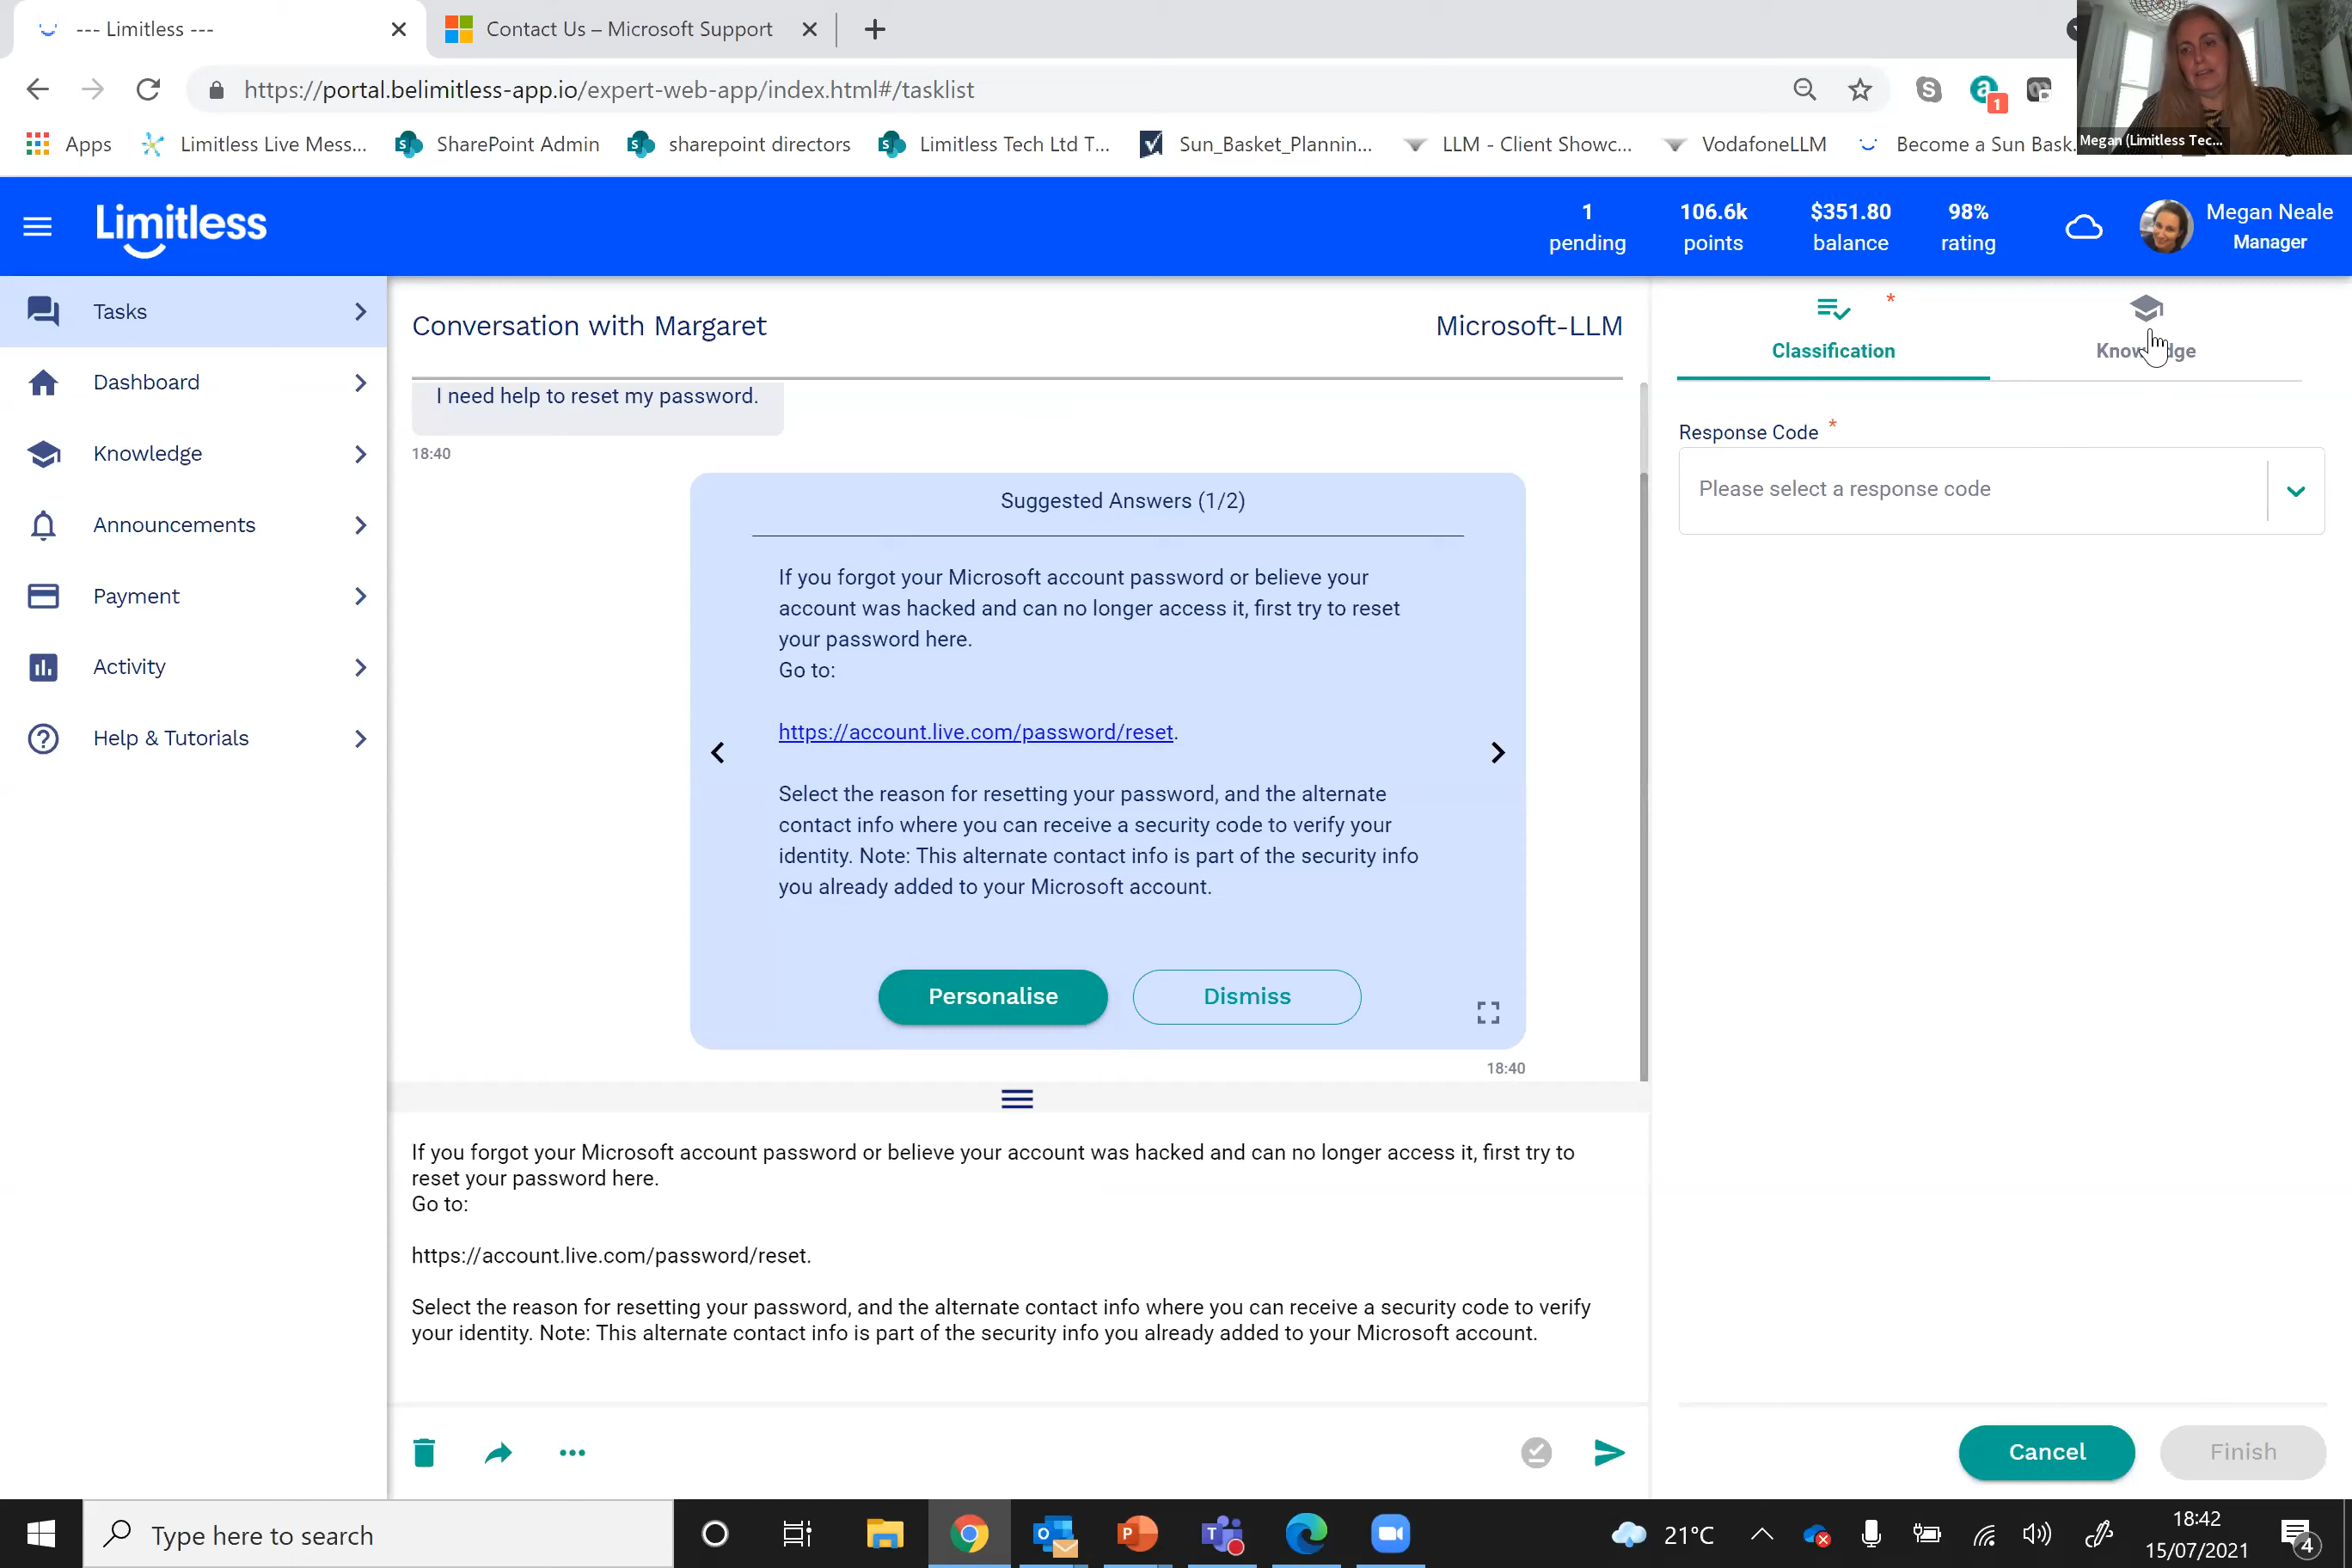 --- Limitless ---
Contact Us – Microsoft Support
https://portal.belimitless-app.io/expert-web-app/index.html#/tasklist
1
Apps
Limitless Live Mess...
SharePoint Admin
sharepoint directors
Limitless Tech Ltd T...
Sun_Basket_Plannin...
LLM - Client Showc...
VodafoneLLM
Become a Sun Bask...
Megan (Limitless Tec...
Limitless
1
pending
106.6k
points
$351.80
balance
98%
rating
Megan Neale
Manager
Tasks
Dashboard
Knowledge
Announcements
Payment
Activity
Help & Tutorials
Conversation with Margaret
Microsoft-LLM
I need help to reset my password.
18:40
Suggested Answers (1/2)
If you forgot your Microsoft account password or believe your
account was hacked and can no longer access it, first try to reset
your password here.
Go to:
https://account.live.com/password/reset.
Select the reason for resetting your password, and the alternate
contact info where you can receive a security code to verify your
identity. Note: This alternate contact info is part of the security info
you already added to your Microsoft account.
Personalise
Dismiss
18:40
If you forgot your Microsoft account password or believe your account was hacked and can no longer access it, first try to
reset your password here.
Go to:
https://account.live.com/password/reset.
Select the reason for resetting your password, and the alternate contact info where you can receive a security code to verify
your identity. Note: This alternate contact info is part of the security info you already added to your Microsoft account.
Classification *
Knowledge
Response Code *
Please select a response code
Cancel
Finish
Type here to search
21°C
18:42
15/07/2021
4